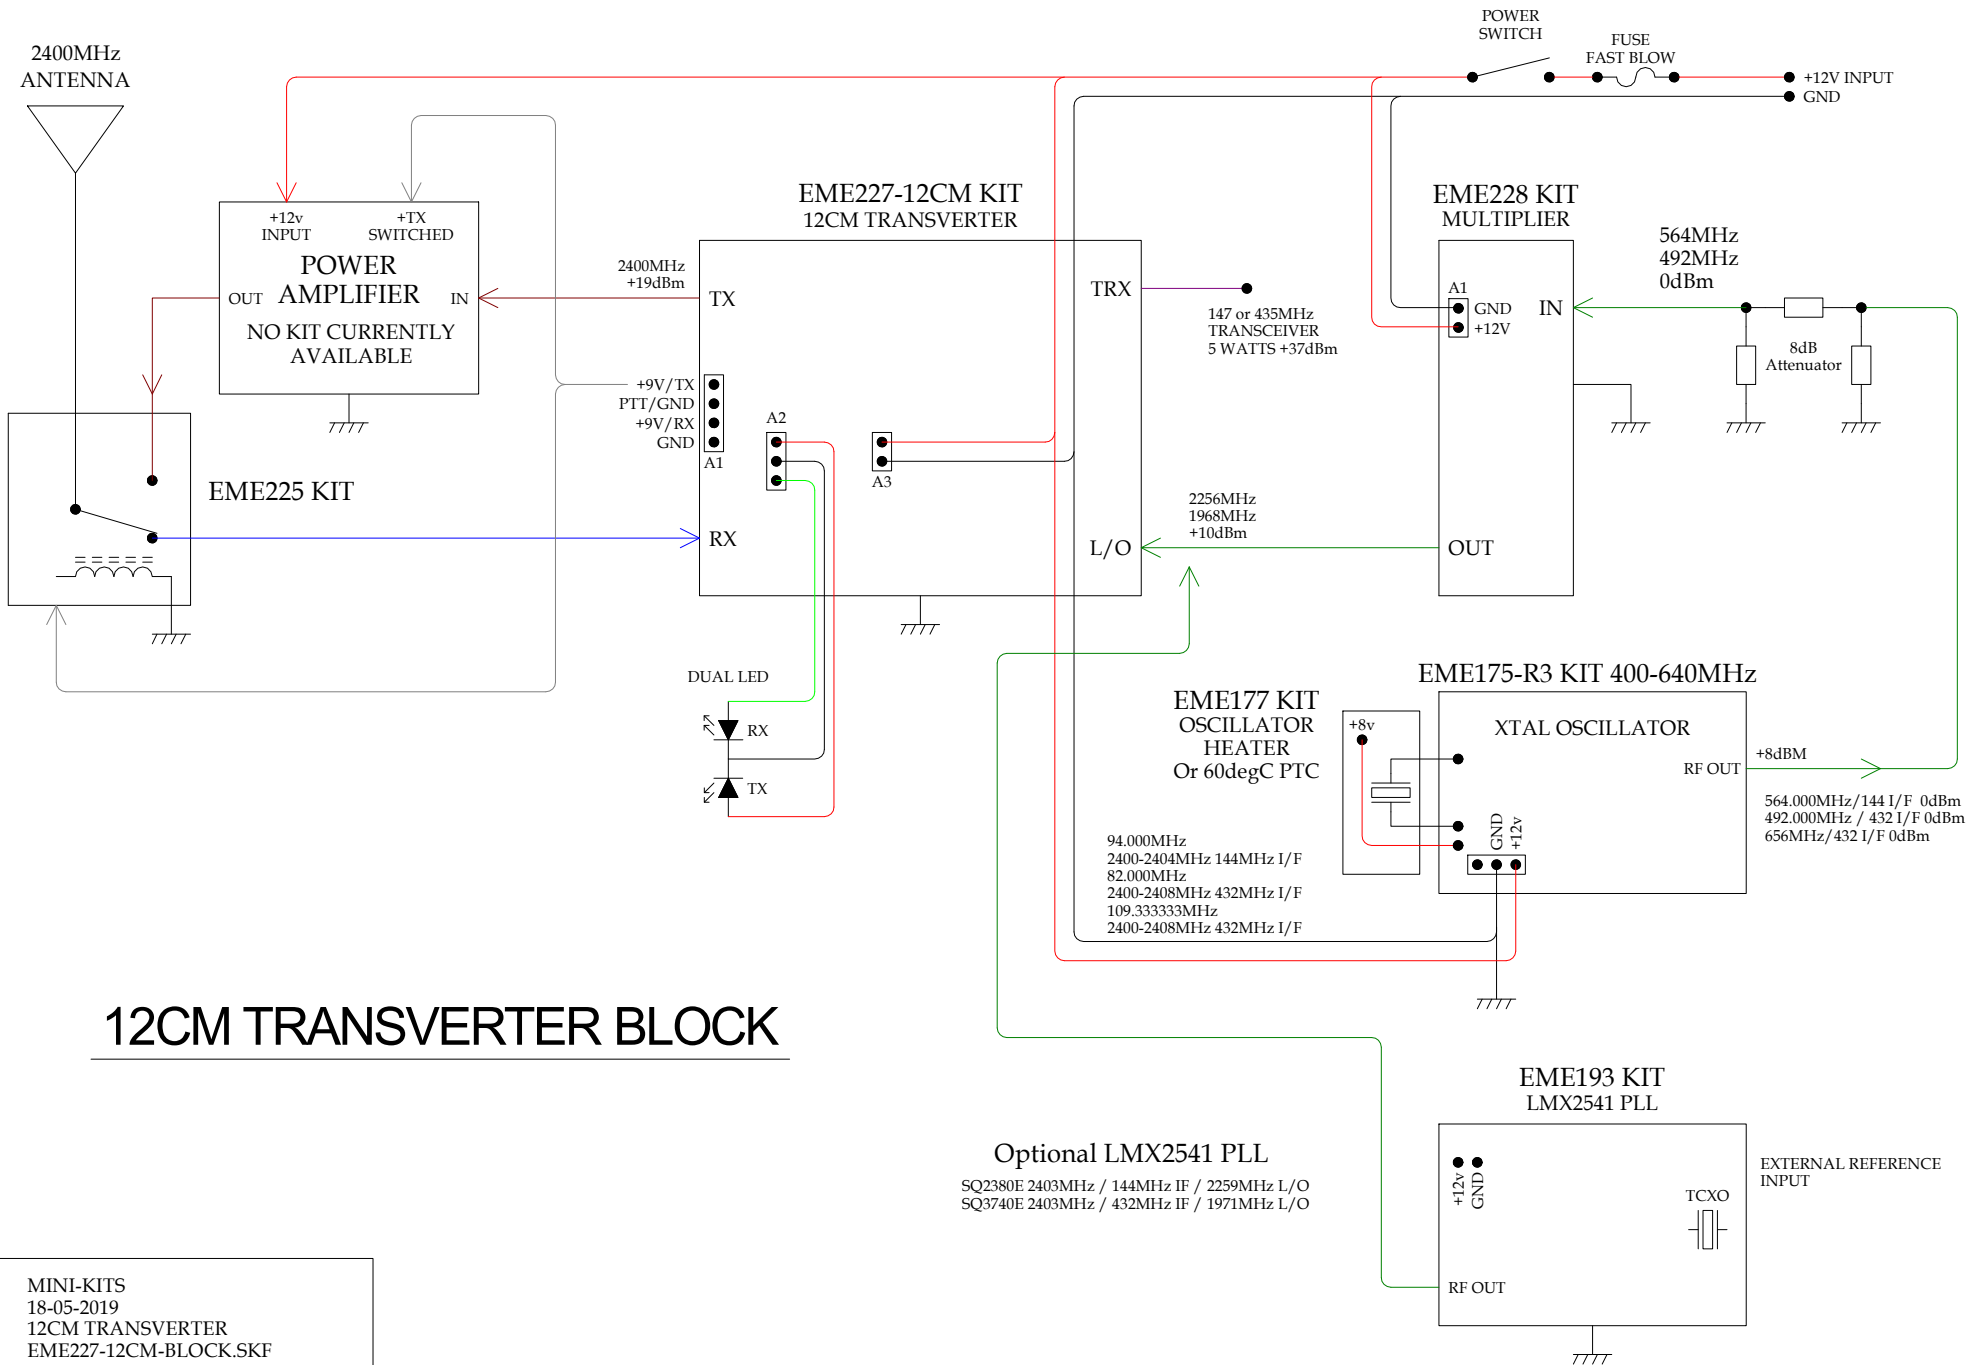 2400MHz
ANTENNA
POWER
SWITCH
FUSE
FAST BLOW
+12V INPUT
GND
+12v
INPUT
+TX
SWITCHED
POWER
AMPLIFIER
OUT
IN
NO KIT CURRENTLY
AVAILABLE
2400MHz
+19dBm
EME227-12CM KIT
12CM TRANSVERTER
TX
TRX
147 or 435MHz
TRANSCEIVER
5 WATTS +37dBm
+9V/TX
PTT/GND
+9V/RX
GND
A1
A2
A3
RX
L/O
EME228 KIT
MULTIPLIER
A1
GND
+12V
IN
OUT
564MHz
492MHz
0dBm
8dB
Attenuator
2256MHz
1968MHz
+10dBm
EME225 KIT
DUAL LED
RX
TX
EME177 KIT
OSCILLATOR
HEATER
Or 60degC PTC
+8v
EME175-R3 KIT 400-640MHz
XTAL OSCILLATOR
RF OUT
+8dBM
GND
+12v
564.000MHz/144 I/F 0dBm
492.000MHz / 432 I/F 0dBm
656MHz/432 I/F 0dBm
94.000MHz
2400-2404MHz 144MHz I/F
82.000MHz
2400-2408MHz 432MHz I/F
109.333333MHz
2400-2408MHz 432MHz I/F
12CM TRANSVERTER BLOCK
EME193 KIT
LMX2541 PLL
Optional LMX2541 PLL
SQ2380E 2403MHz / 144MHz IF / 2259MHz L/O
SQ3740E 2403MHz / 432MHz IF / 1971MHz L/O
+12v
GND
TCXO
RF OUT
EXTERNAL REFERENCE
INPUT
MINI-KITS
18-05-2019
12CM TRANSVERTER
EME227-12CM-BLOCK.SKF